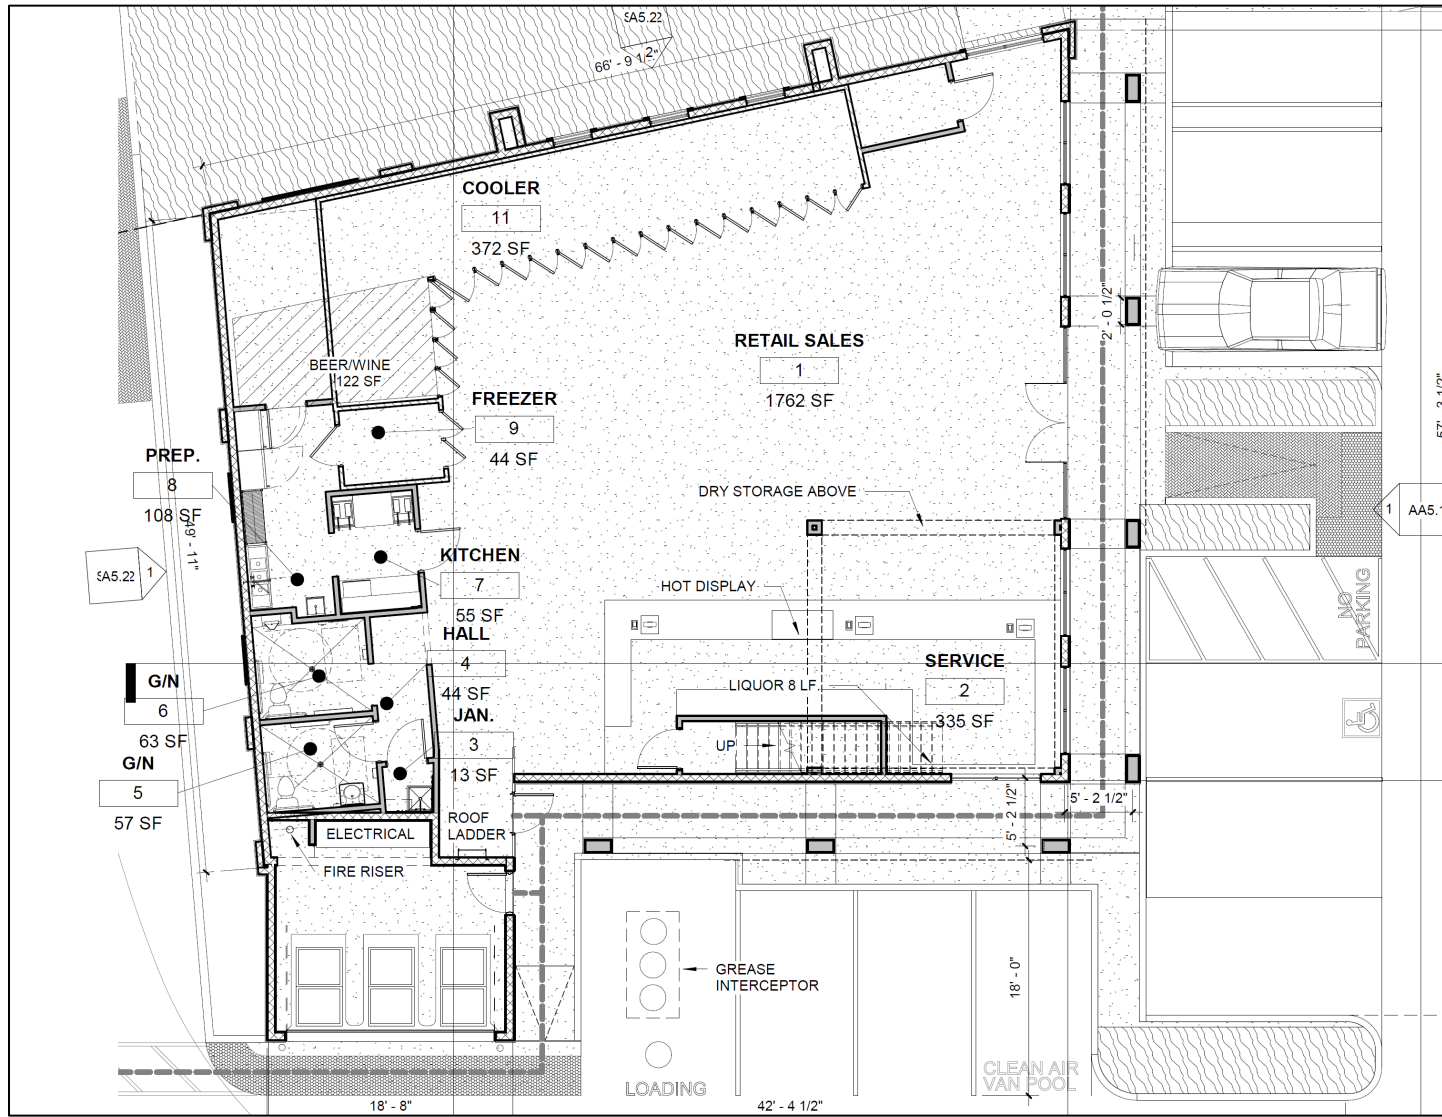 SA5.22
66' - 9 1/2"
COOLER
11
372 SF
2' - 0 1/2"
RETAIL SALES
1
1762 SF
BEER/WINE
122 SF
FREEZER
9
44 SF
57' - 3 1/2"
PREP.
8
108 SF
49' - 11"
DRY STORAGE ABOVE
1
AA5.1
SA5.22
1
KITCHEN
7
55 SF
HOT DISPLAY
NO
PARKING
HALL
4
44 SF
SERVICE
2
335 SF
LIQUOR 8 LF
G/N
6
63 SF
JAN.
3
13 SF
UP
G/N
5
57 SF
5' - 2 1/2"
5' - 2 1/2"
ROOF
LADDER
ELECTRICAL
FIRE RISER
GREASE
INTERCEPTOR
18' - 0"
LOADING
CLEAN AIR
VAN POOL
18' - 8"
42' - 4 1/2"